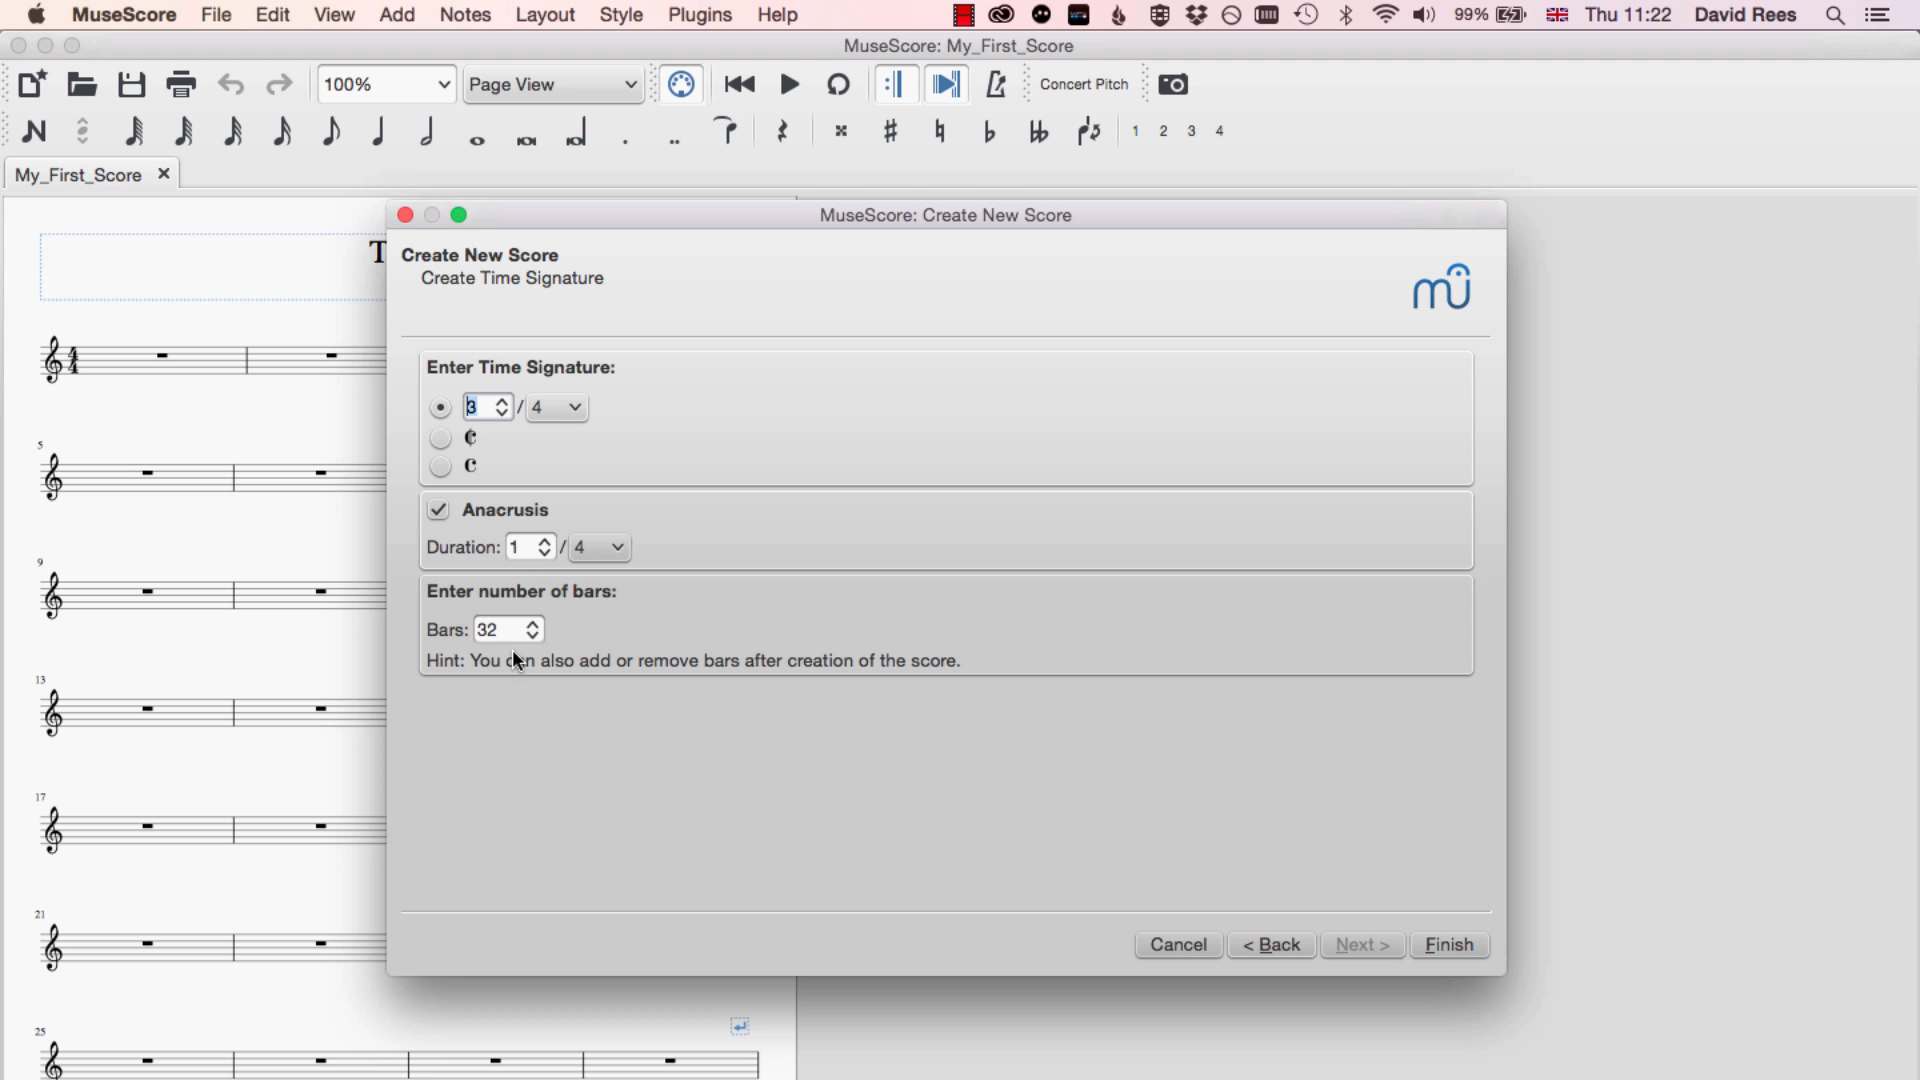 MuseScore File Edit View Add Notes Layout Style Plugins Help 99% Thu 11:22 David Rees
MuseScore: My_First_Score
100% Page View Concert Pitch
1 2 3 4
My_First_Score
MuseScore: Create New Score
T
Create New Score
Create Time Signature
mu
Enter Time Signature:
3 / 4
Anacrusis
Duration: 1 / 4
Enter number of bars:
Bars: 32
Hint: You can also add or remove bars after creation of the score.
Cancel < Back Next > Finish
4
4
5
9
13
17
21
25